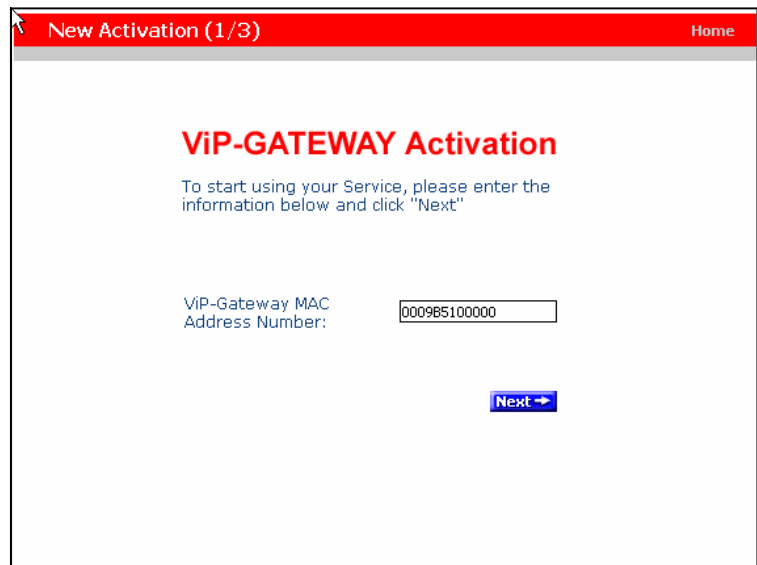 New Activation (1/3)
Home
ViP-GATEWAY Activation
To start using your Service, please enter the
information below and click "Next"
ViP-Gateway MAC
Address Number:
0009B5100000
Next